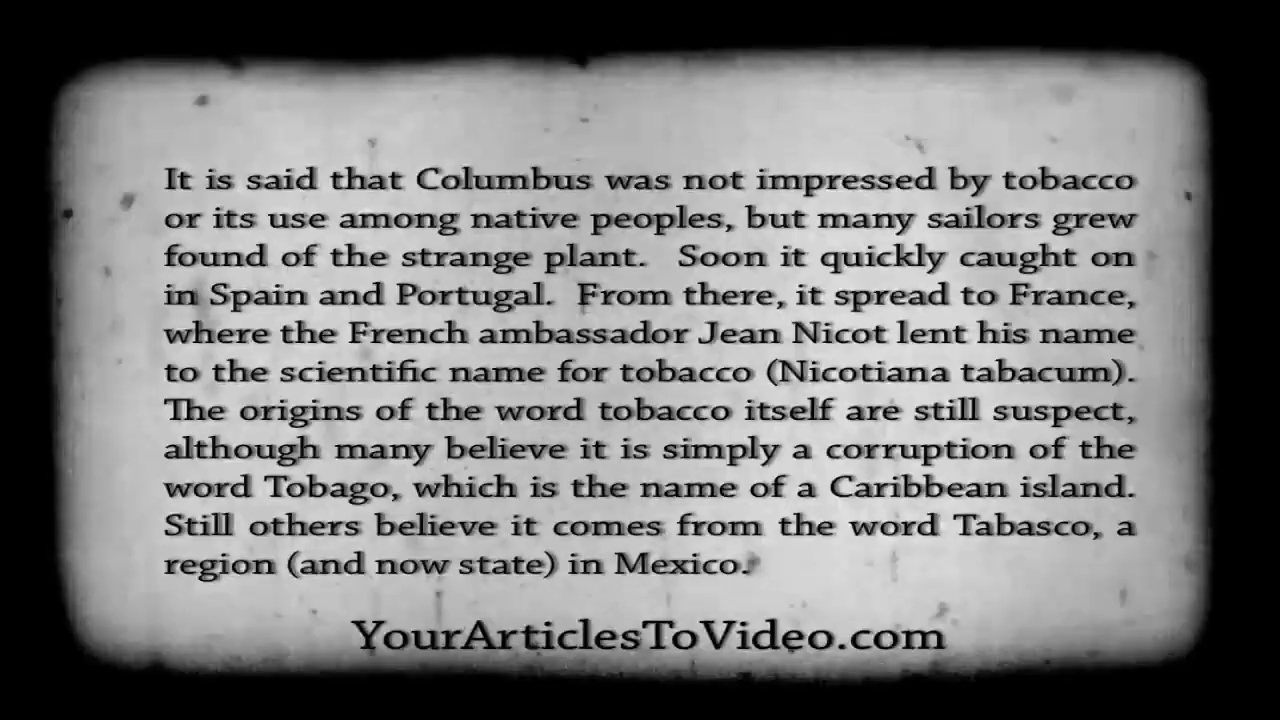 It is said that Columbus was not impressed by tobacco
or its use among native peoples, but many sailors grew
found of the strange plant.  Soon it quickly caught on
in Spain and Portugal.  From there, it spread to France,
where the French ambassador Jean Nicot lent his name
to the scientific name for tobacco (Nicotiana tabacum).
The origins of the word tobacco itself are still suspect,
although many believe it is simply a corruption of the
word Tobago, which is the name of a Caribbean island.
Still others believe it comes from the word Tabasco, a
region (and now state) in Mexico.
YourArticlesToVideo.com